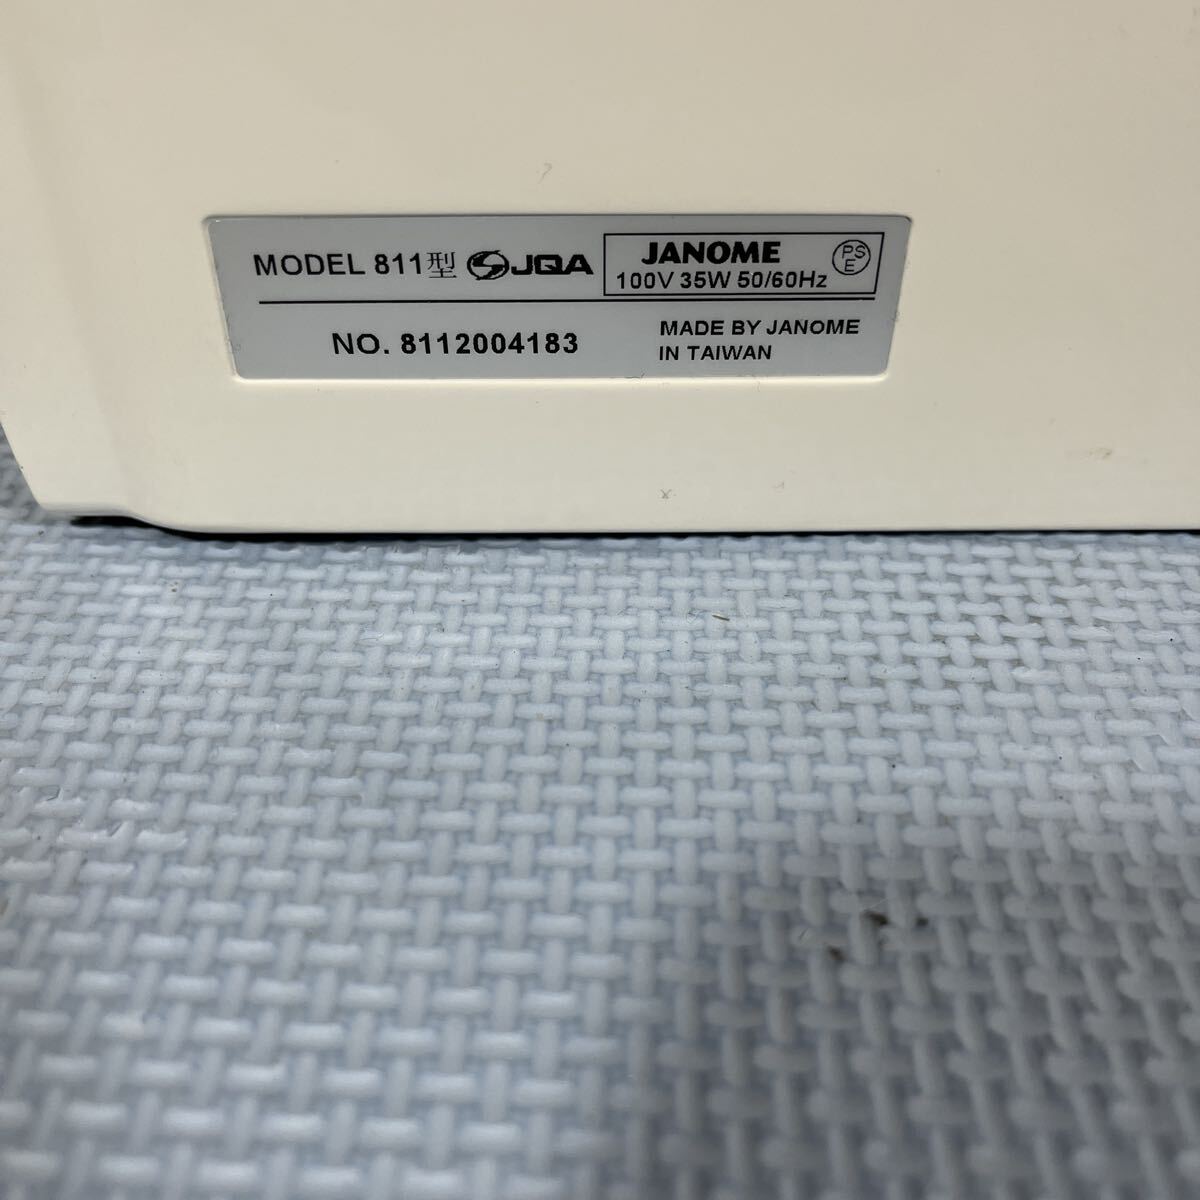 MODEL 811型 JQA
JANOME
100V 35W 50/60Hz
PS
E
NO. 8112004183
MADE BY JANOME
IN TAIWAN